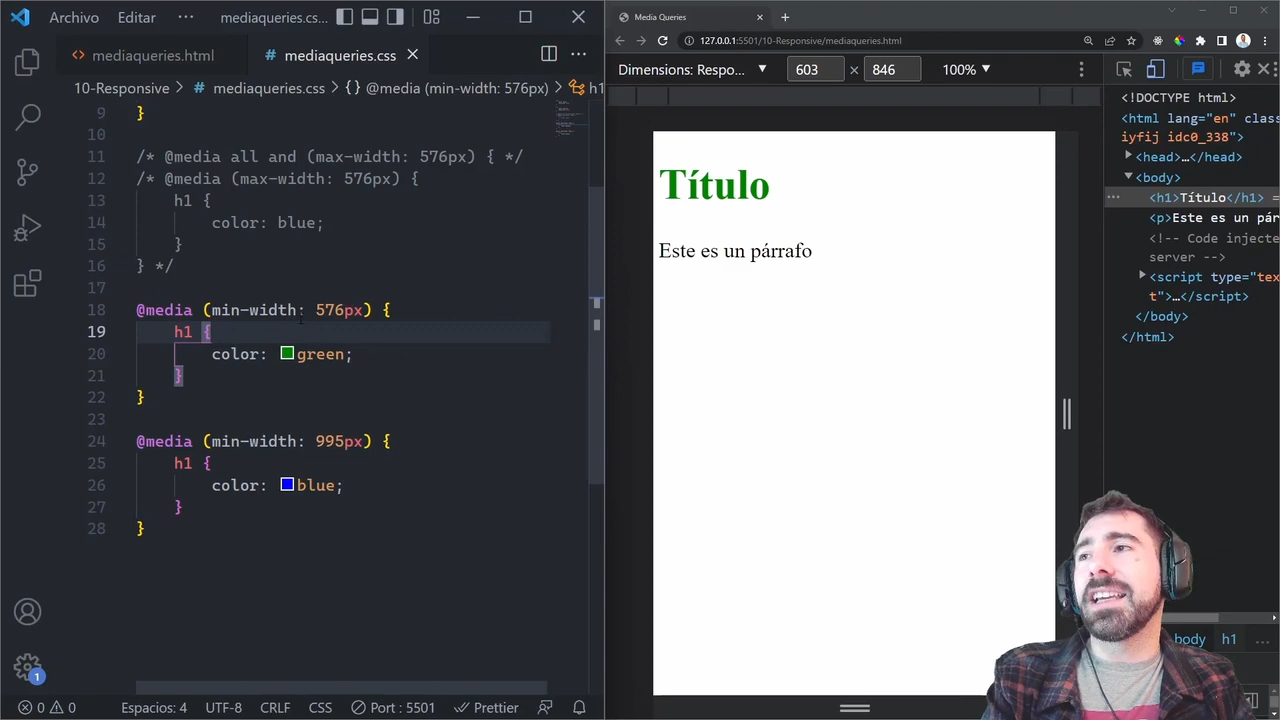 Archivo Editar ··· mediaqueries.cs...
mediaqueries.html
# mediaqueries.css
10-Responsive > # mediaqueries.css > {} @media (min-width: 576px) > h1
9 }
10
11 /* @media all and (max-width: 576px) { */
12 /* @media (max-width: 576px) {
13 h1 {
14 color: blue;
15 }
16 } */
17
18 @media (min-width: 576px) {
19 h1 {
20 color: green;
21 }
22 }
23
24 @media (min-width: 995px) {
25 h1 {
26 color: blue;
27 }
28 }
1
0 0 Espacios: 4 UTF-8 CRLF CSS Port : 5501 Prettier
Media Queries
127.0.0.1:5501/10-Responsive/mediaqueries.html
Dimensions: Respo... 603 × 846 100%
Título
Este es un párrafo
<!DOCTYPE html>
<html lang="en" class
iyfij idc0_338">
<head>…</head>
<body>
<h1>Título</h1> =
<p>Este es un pár
<!-- Code injecte
server -->
<script type="tex
t">…</script>
</body>
</html>
body h1 ...